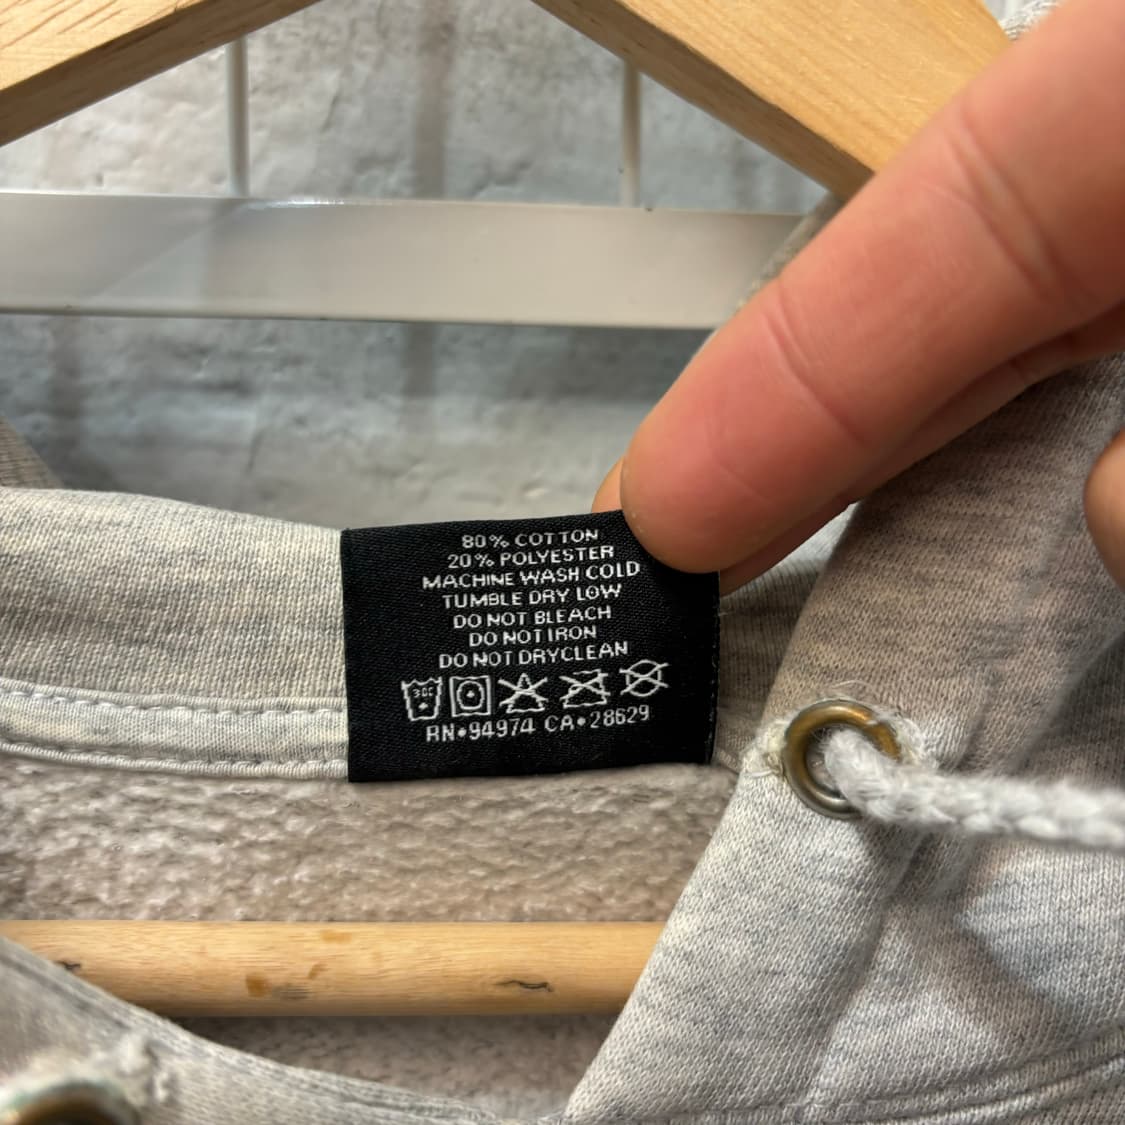 80% COTTON
20% POLYESTER
MACHINE WASH COLD
TUMBLE DRY LOW
DO NOT BLEACH
DO NOT IRON
DO NOT DRYCLEAN
30C
RN•94974 CA•28629